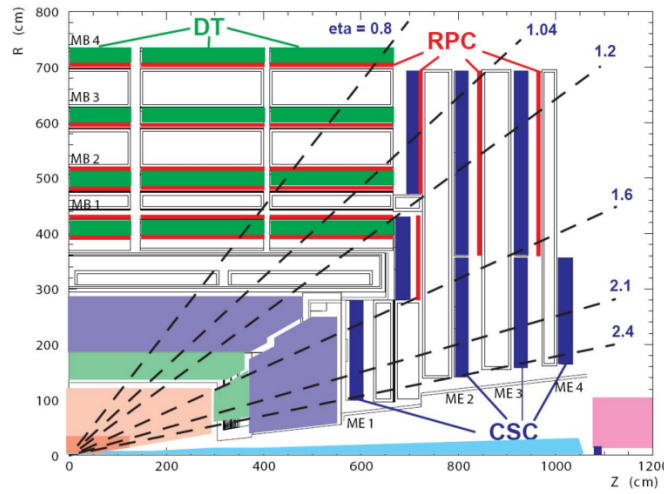 R (cm)
800
700
600
500
400
300
200
100
0
MB 4
MB 3
MB 2
MB 1
DT
eta = 0.8
RPC
1.04
1.2
1.6
2.1
2.4
ME 1
ME 2
ME 3
ME 4
CSC
0
200
400
600
800
1000
1200
Z (cm)